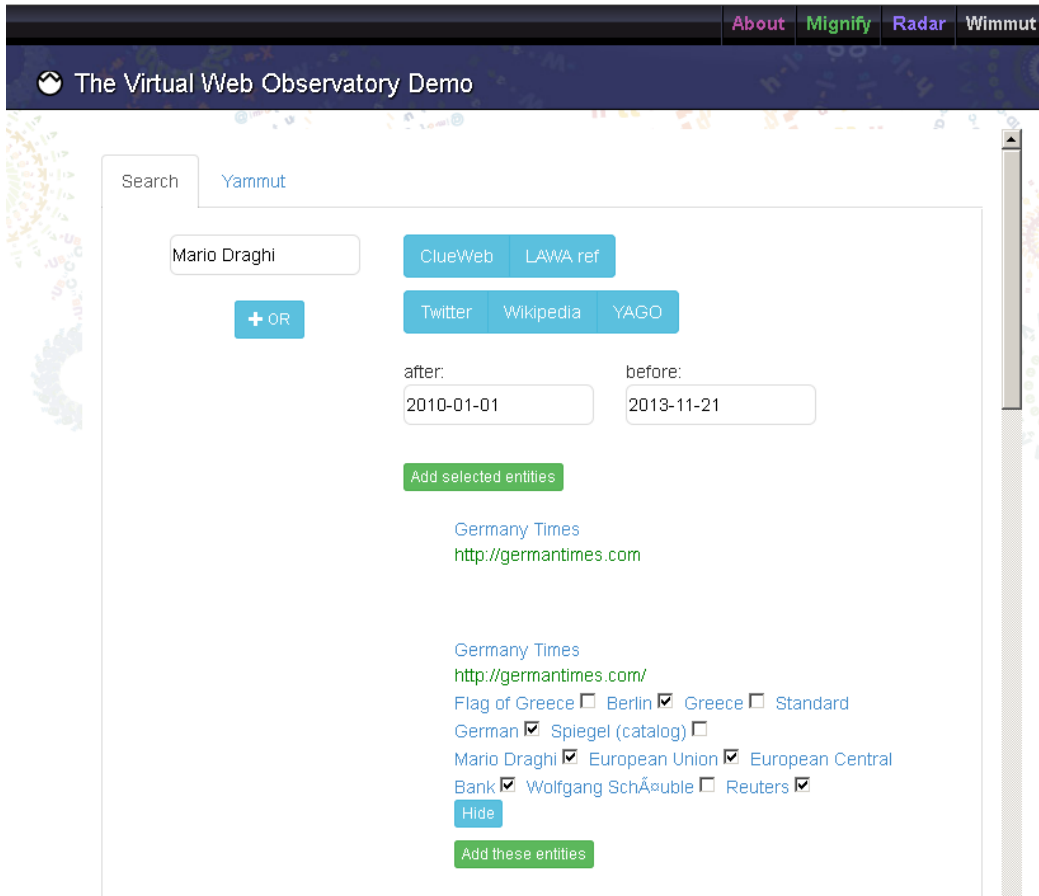 About Mignify Radar Wimmut
The Virtual Web Observatory Demo
Search Yammut
Mario Draghi ClueWeb LAWA ref
+ OR Twitter Wikipedia YAGO
after: before:
2010-01-01 2013-11-21
Add selected entities
Germany Times
http://germantimes.com
Germany Times
http://germantimes.com/
Flag of Greece Berlin Greece Standard
German Spiegel (catalog)
Mario Draghi European Union European Central
Bank Wolfgang SchÃ¤uble Reuters
Hide
Add these entities